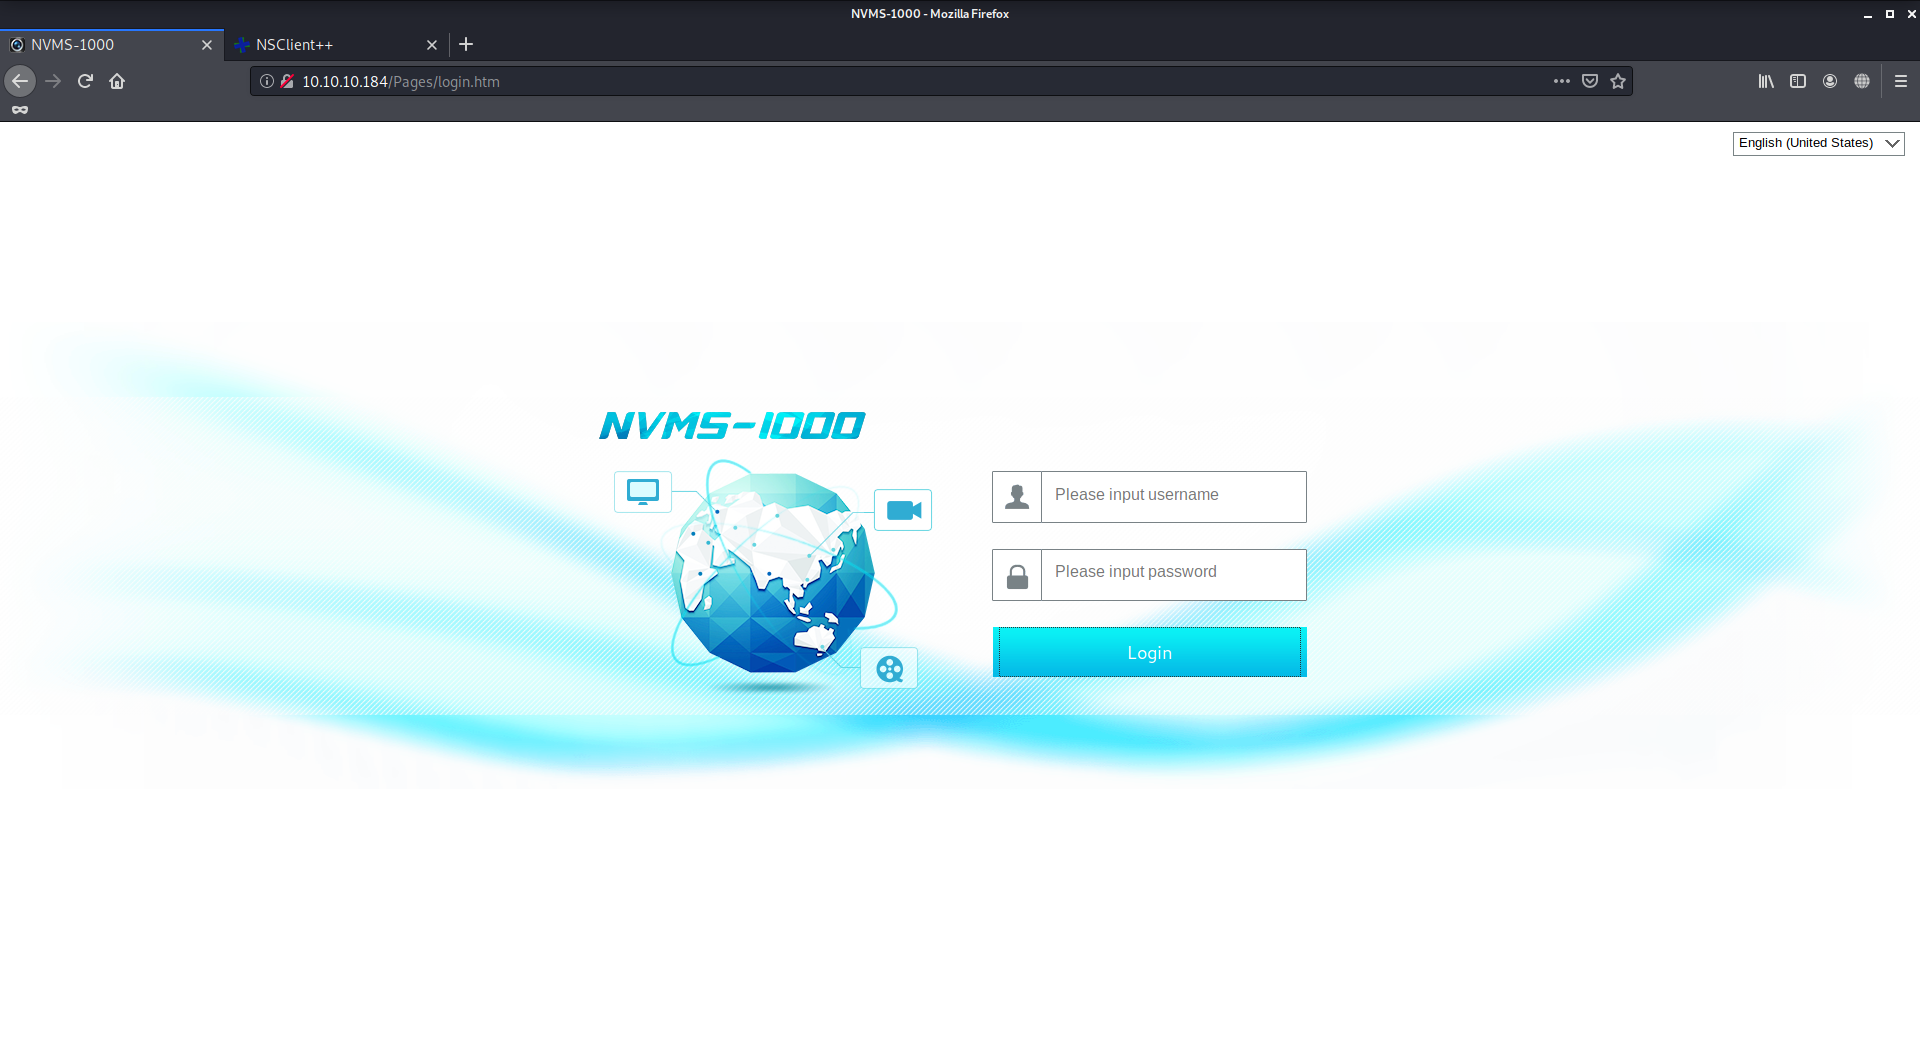 NVMS-1000 - Mozilla Firefox
NVMS-1000
NSClient++
10.10.10.184/Pages/login.htm
English (United States)
NVMS-1000
Please input username
Please input password
Login